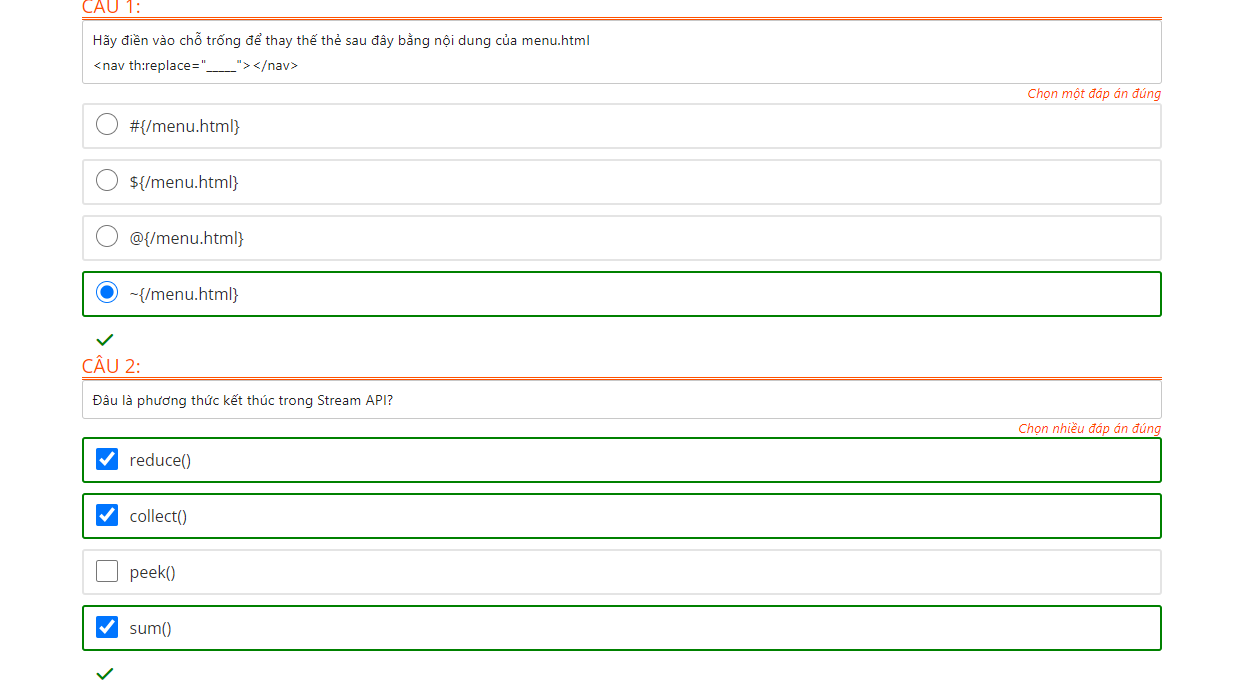 CÂU 1:
Hãy điền vào chỗ trống để thay thế thẻ sau đây bằng nội dung của menu.html
<nav th:replace="_____"></nav>
Chọn một đáp án đúng
#{/menu.html}
${/menu.html}
@{/menu.html}
~{/menu.html}
CÂU 2:
Đâu là phương thức kết thúc trong Stream API?
Chọn nhiều đáp án đúng
reduce()
collect()
peek()
sum()